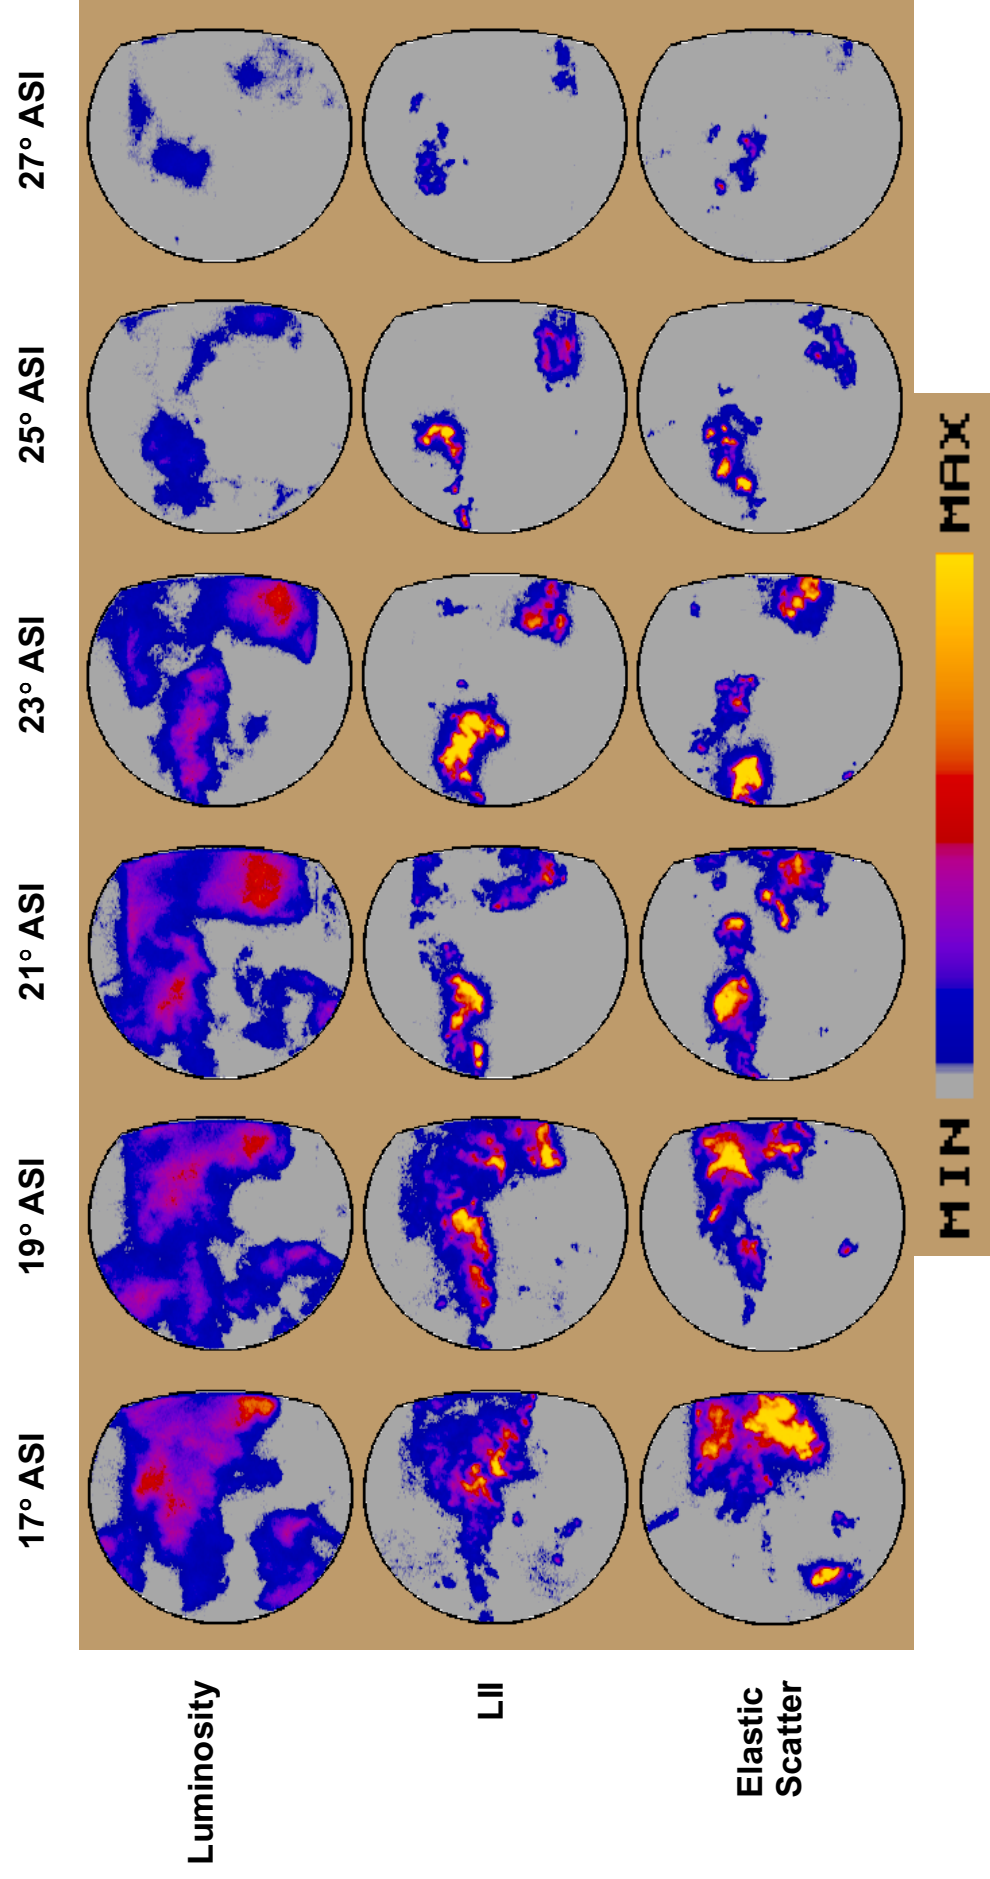 17° ASI
19° ASI
21° ASI
23° ASI
25° ASI
27° ASI
Luminosity
LII
Elastic
Scatter
MIN
MAX